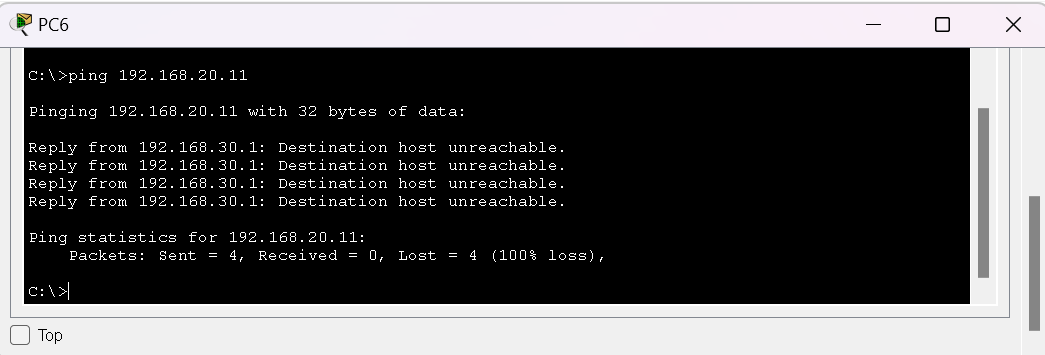 PC6
C:\>ping 192.168.20.11
Pinging 192.168.20.11 with 32 bytes of data:
Reply from 192.168.30.1: Destination host unreachable.
Reply from 192.168.30.1: Destination host unreachable.
Reply from 192.168.30.1: Destination host unreachable.
Reply from 192.168.30.1: Destination host unreachable.
Ping statistics for 192.168.20.11:
    Packets: Sent = 4, Received = 0, Lost = 4 (100% loss),
C:\>
Top